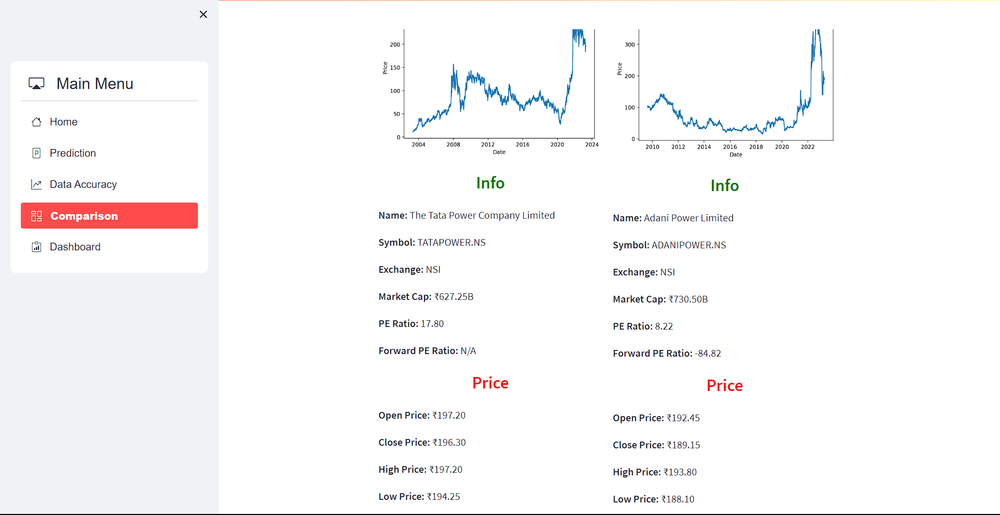 Main Menu
Home
Prediction
Data Accuracy
Comparison
Dashboard
200
150
100
50
0
Price
2004 2008 2012 2016 2020 2024
Date
Info
Name: The Tata Power Company Limited
Symbol: TATAPOWER.NS
Exchange: NSI
Market Cap: ₹627.25B
PE Ratio: 17.80
Forward PE Ratio: N/A
Price
Open Price: ₹197.20
Close Price: ₹196.30
High Price: ₹197.20
Low Price: ₹194.25
300
200
100
0
Price
2010 2012 2014 2016 2018 2020 2022
Date
Info
Name: Adani Power Limited
Symbol: ADANIPOWER.NS
Exchange: NSI
Market Cap: ₹730.50B
PE Ratio: 8.22
Forward PE Ratio: -84.82
Price
Open Price: ₹192.45
Close Price: ₹189.15
High Price: ₹193.80
Low Price: ₹188.10